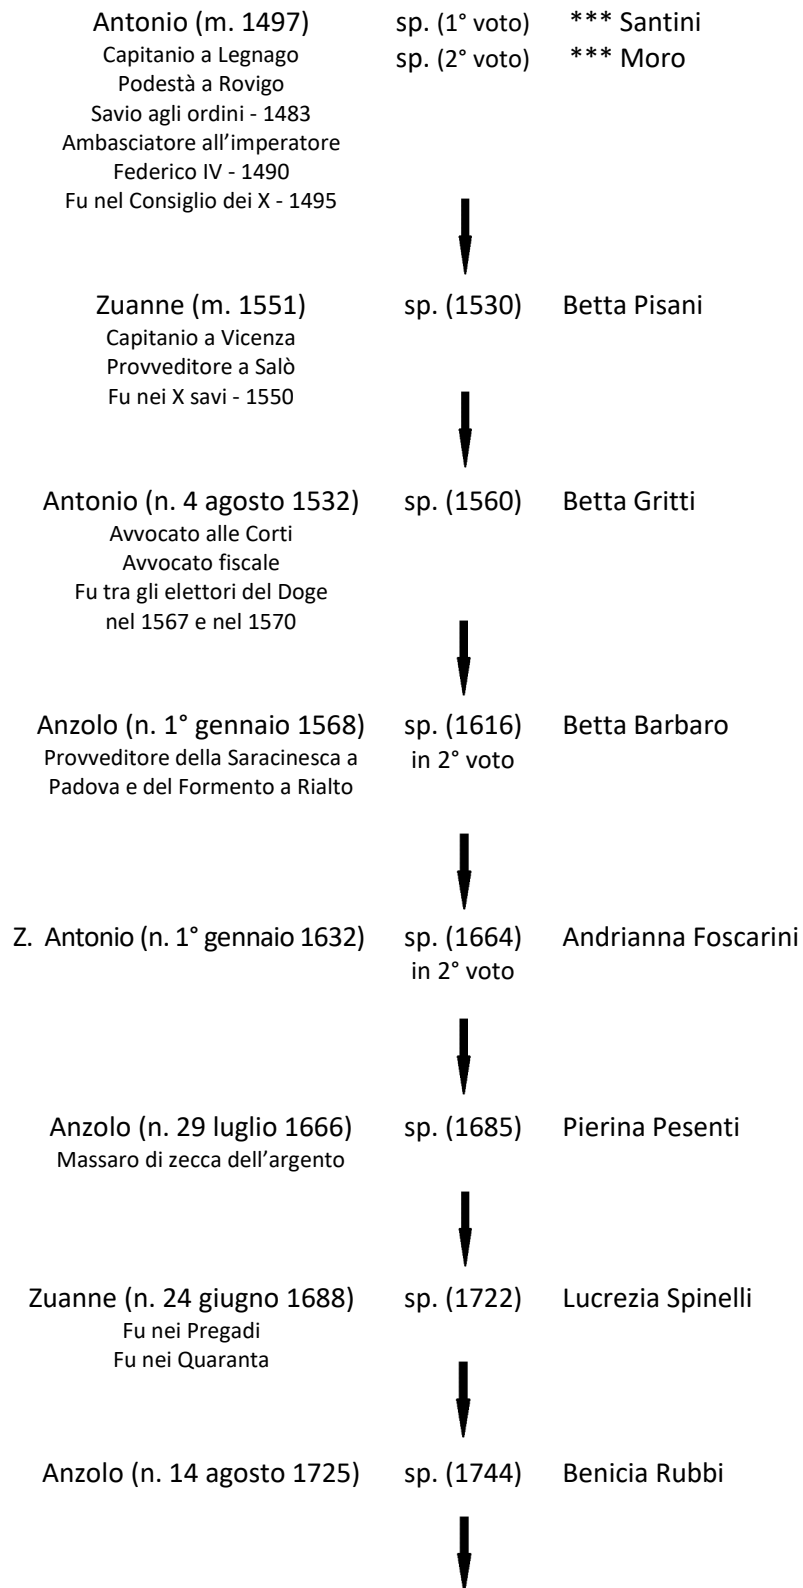 Antonio (m. 1497) sp. (1° voto) *** Santini
Capitanio a Legnago sp. (2° voto) *** Moro
Podestà a Rovigo
Savio agli ordini - 1483
Ambasciatore all’imperatore
Federico IV - 1490
Fu nel Consiglio dei X - 1495
Zuanne (m. 1551) sp. (1530) Betta Pisani
Capitanio a Vicenza
Provveditore a Salò
Fu nei X savi - 1550
Antonio (n. 4 agosto 1532) sp. (1560) Betta Gritti
Avvocato alle Corti
Avvocato fiscale
Fu tra gli elettori del Doge
nel 1567 e nel 1570
Anzolo (n. 1° gennaio 1568) sp. (1616) Betta Barbaro
Provveditore della Saracinesca a in 2° voto
Padova e del Formento a Rialto
Z. Antonio (n. 1° gennaio 1632) sp. (1664) Andrianna Foscarini
in 2° voto
Anzolo (n. 29 luglio 1666) sp. (1685) Pierina Pesenti
Massaro di zecca dell’argento
Zuanne (n. 24 giugno 1688) sp. (1722) Lucrezia Spinelli
Fu nei Pregadi
Fu nei Quaranta
Anzolo (n. 14 agosto 1725) sp. (1744) Benicia Rubbi